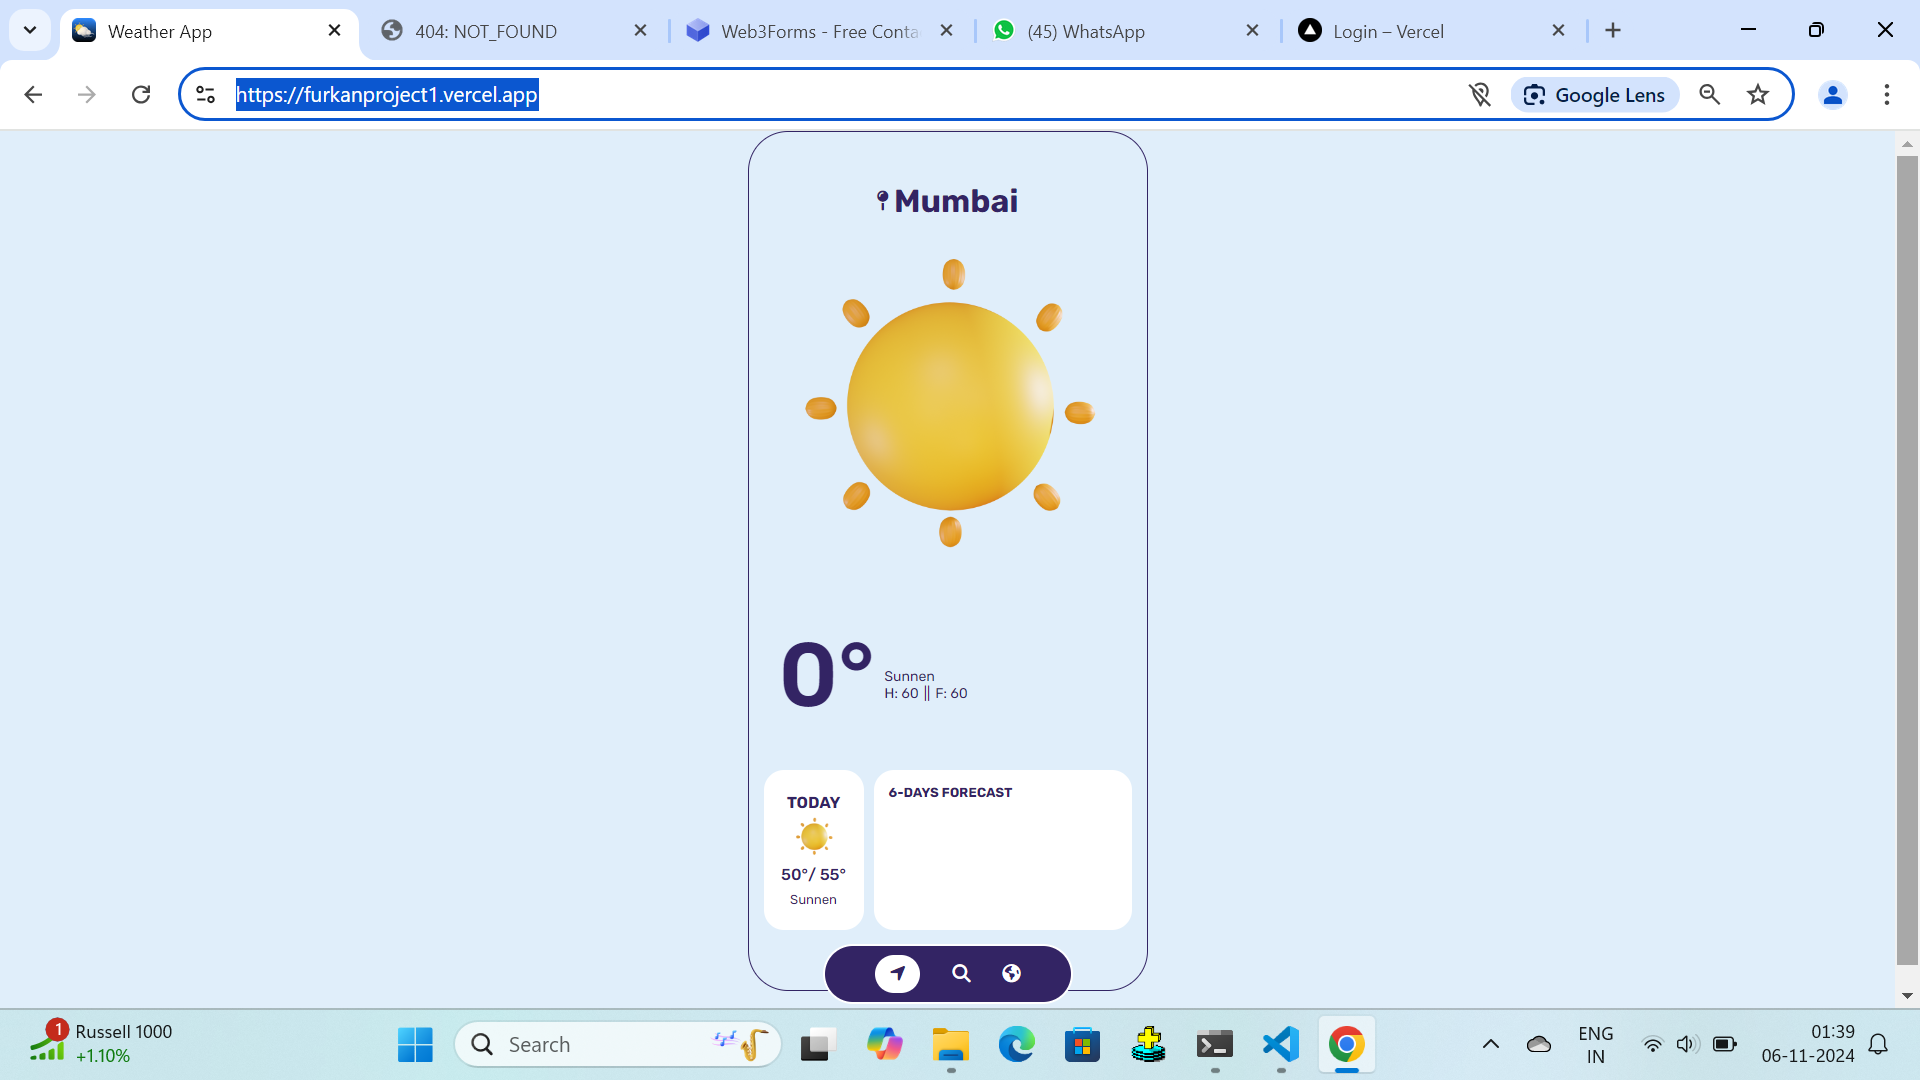 Weather App
404: NOT_FOUND
Web3Forms - Free Conta
(45) WhatsApp
Login – Vercel
https://furkanproject1.vercel.app
Google Lens
Mumbai
0°
Sunnen
H: 60 || F: 60
TODAY
50°/ 55°
Sunnen
6-DAYS FORECAST
1
Russell 1000
+1.10%
Search
ENG
IN
01:39
06-11-2024